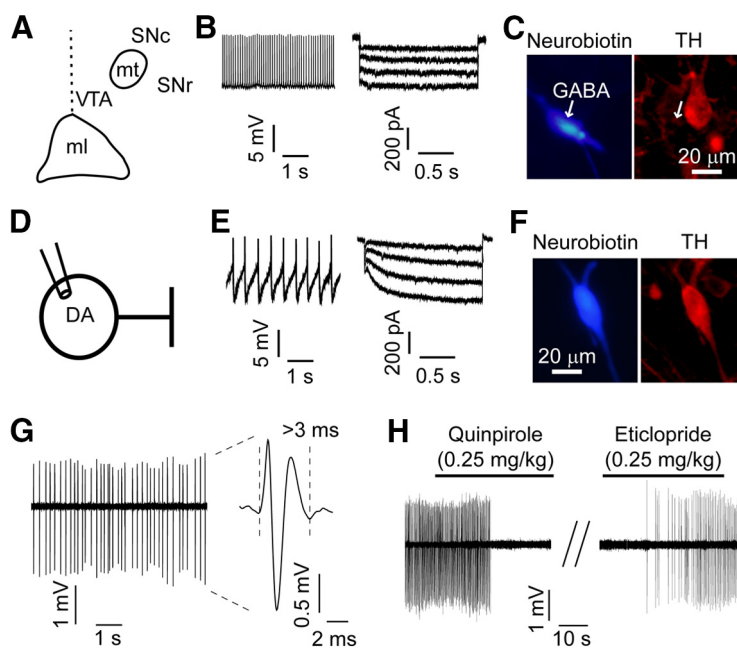 A
SNc
mt
SNr
VTA
ml
B
5 mV
1 s
200 pA
0.5 s
C
Neurobiotin
TH
GABA
20 μm
D
DA
E
5 mV
1 s
200 pA
0.5 s
F
Neurobiotin
TH
20 μm
G
>3 ms
1 mV
1 s
0.5 mV
2 ms
H
Quinpirole
(0.25 mg/kg)
Eticlopride
(0.25 mg/kg)
1 mV
10 s